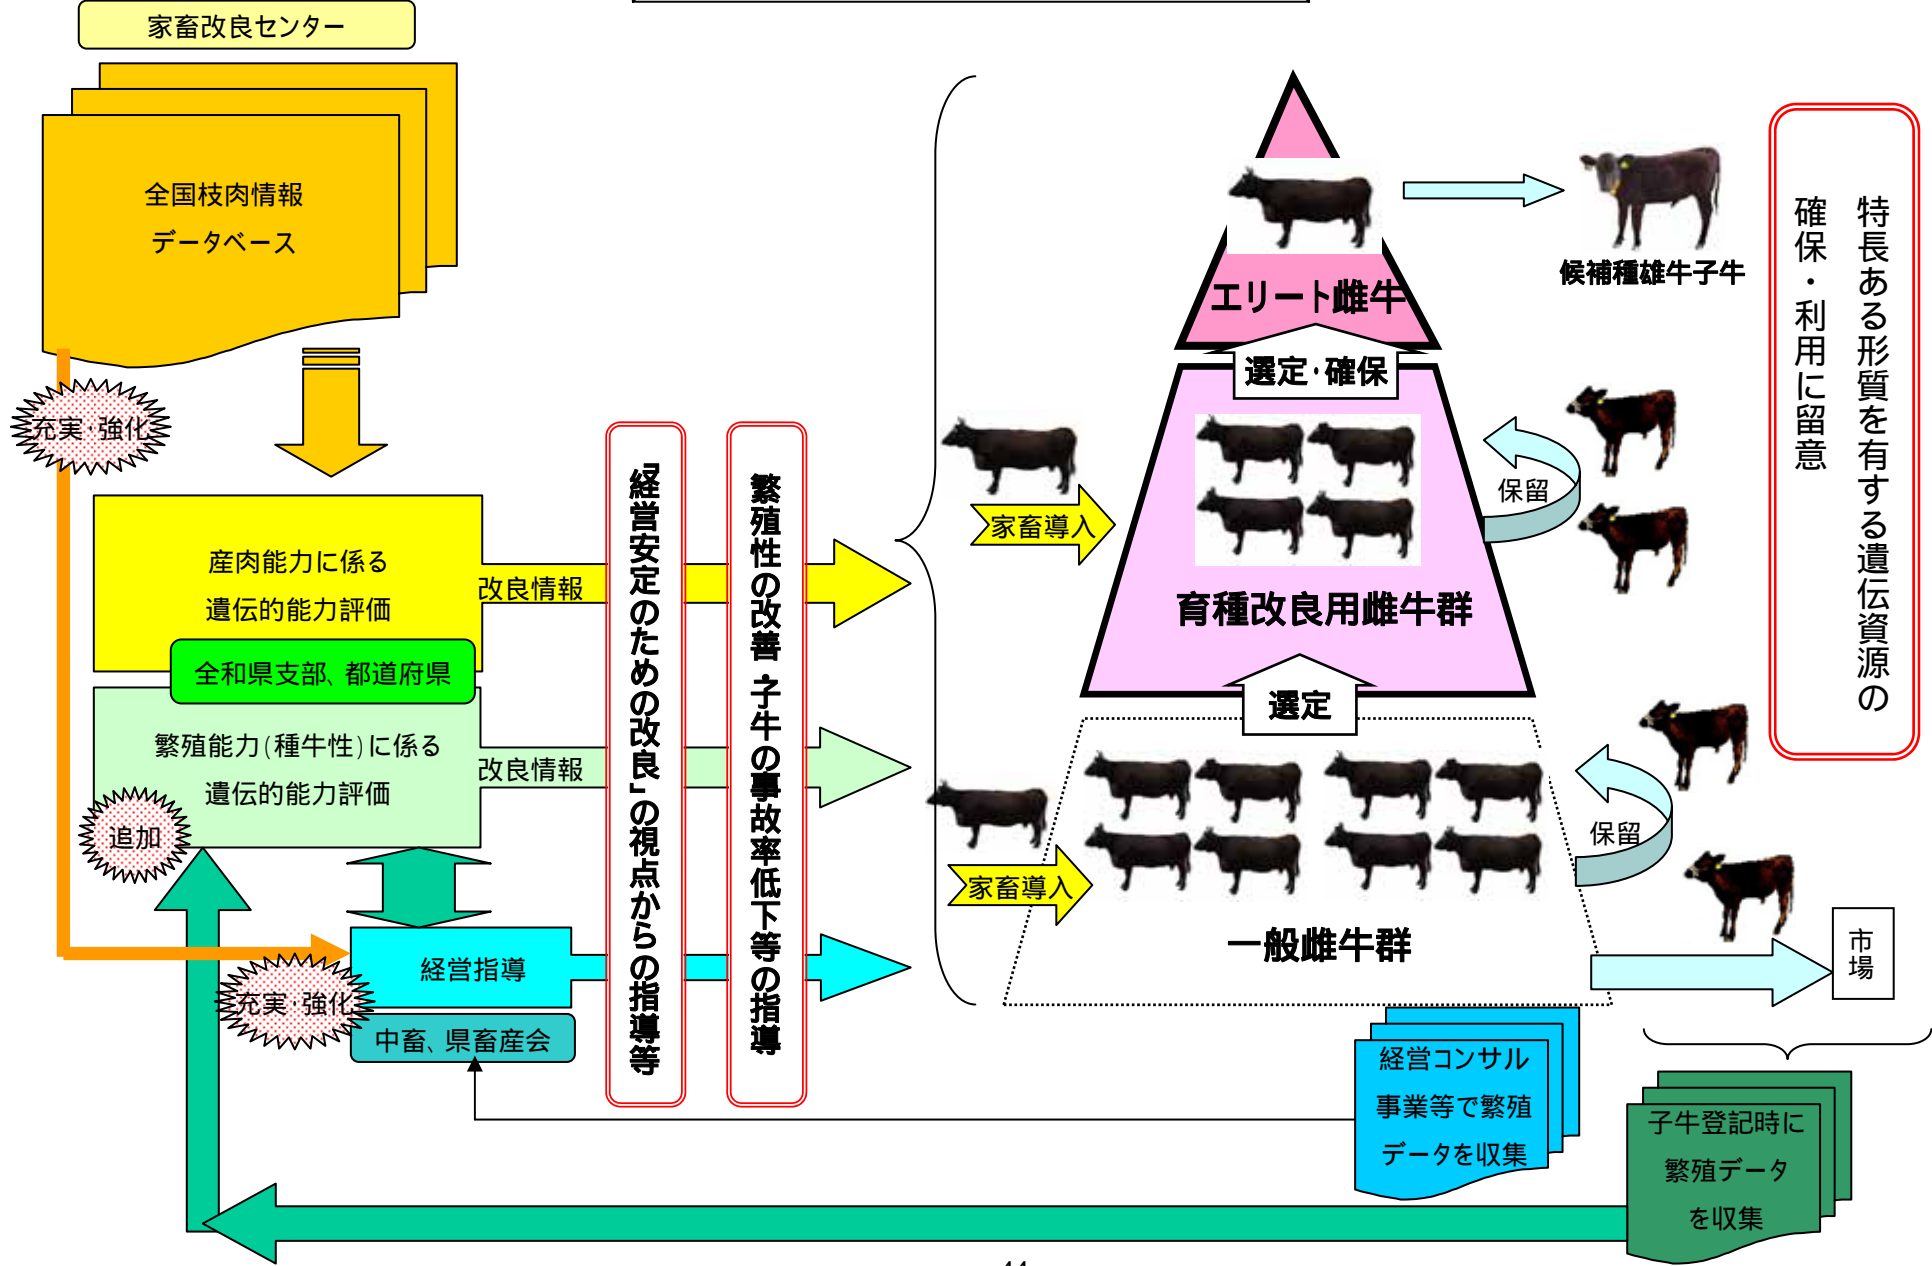 家畜改良センター
全国枝肉情報
データベース
充実・強化
産肉能力に係る
遺伝的能力評価
改良情報
全和県支部、都道府県
繁殖能力(種牛性)に係る
遺伝的能力評価
改良情報
追加
経営指導
充実・強化
中畜、県畜産会
「経営安定のための改良」の視点からの指導等
繁殖性の改善・子牛の事故率低下等の指導
エリート雌牛
候補種雄牛子牛
選定・確保
家畜導入
保留
育種改良用雌牛群
選定
家畜導入
保留
一般雌牛群
市場
特長ある形質を有する遺伝資源の
確保・利用に留意
経営コンサル
事業等で繁殖
データを収集
子牛登記時に
繁殖データ
を収集